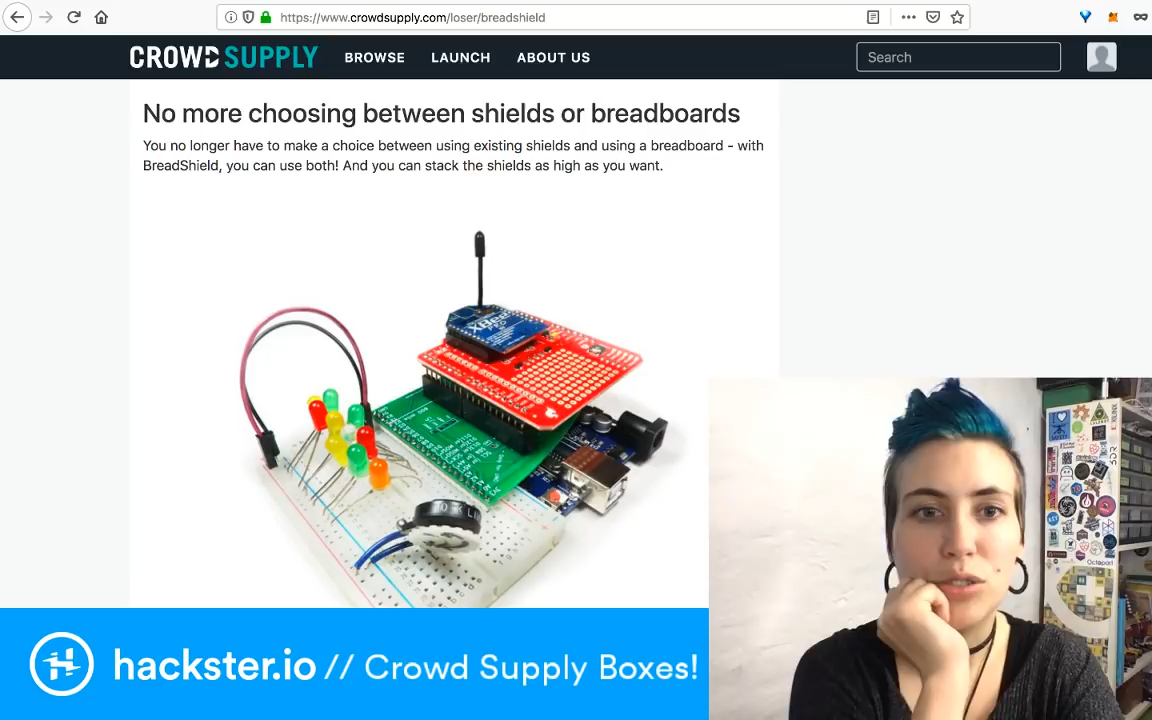 https://www.crowdsupply.com/loser/breadshield
CROWD SUPPLY
BROWSE
LAUNCH
ABOUT US
Search
No more choosing between shields or breadboards
You no longer have to make a choice between using existing shields and using a breadboard - with
BreadShield, you can use both! And you can stack the shields as high as you want.
XBee
PRO
hackster.io // Crowd Supply Boxes!